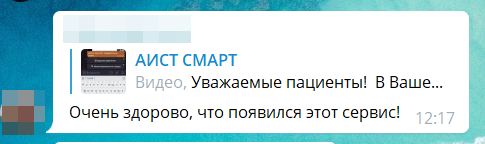 АИСТ СМАРТ
Видео, Уважаемые пациенты! В Ваше...
Очень здорово, что появился этот сервис!
12:17